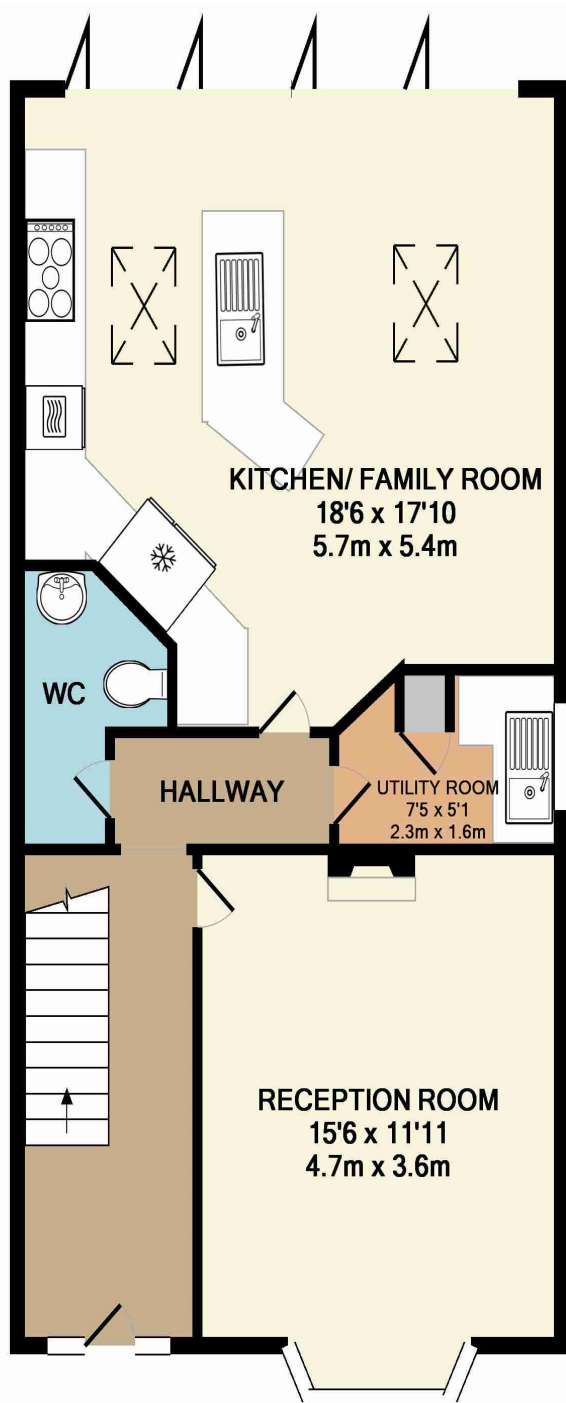 KITCHEN/ FAMILY ROOM
18'6 x 17'10
5.7m x 5.4m
WC
HALLWAY
UTILITY ROOM
7'5 x 5'1
2.3m x 1.6m
RECEPTION ROOM
15'6 x 11'11
4.7m x 3.6m